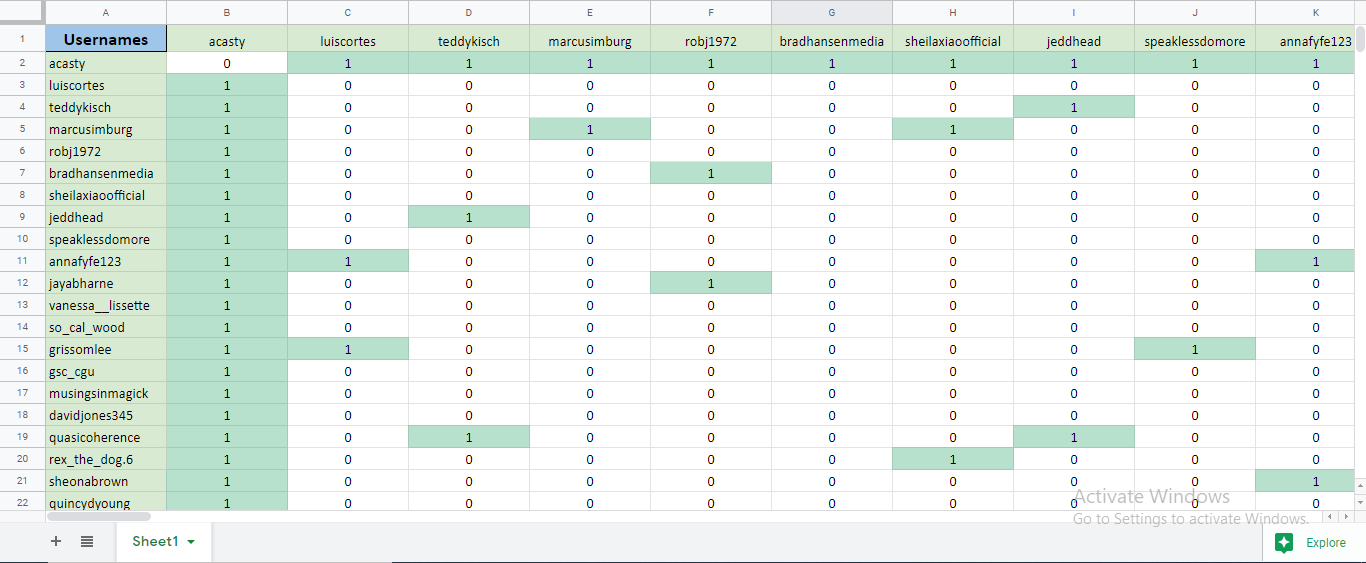 A B C D E F G H I J K
1 Usernames acasty luiscortes teddykisch marcusimburg robj1972 bradhansenmedia sheilaxiaoofficial jeddhead speaklessdomore annafyfe123
2 acasty 0 1 1 1 1 1 1 1 1 1
3 luiscortes 1 0 0 0 0 0 0 0 0 0
4 teddykisch 1 0 0 0 0 0 0 1 0 0
5 marcusimburg 1 0 0 1 0 0 1 0 0 0
6 robj1972 1 0 0 0 0 0 0 0 0 0
7 bradhansenmedia 1 0 0 0 1 0 0 0 0 0
8 sheilaxiaoofficial 1 0 0 0 0 0 0 0 0 0
9 jeddhead 1 0 1 0 0 0 0 0 0 0
10 speaklessdomore 1 0 0 0 0 0 0 0 0 0
11 annafyfe123 1 1 0 0 0 0 0 0 0 1
12 jayabharne 1 0 0 0 1 0 0 0 0 0
13 vanessa__lissette 1 0 0 0 0 0 0 0 0 0
14 so_cal_wood 1 0 0 0 0 0 0 0 0 0
15 grissomlee 1 1 0 0 0 0 0 0 1 0
16 gsc_cgu 1 0 0 0 0 0 0 0 0 0
17 musingsinmagick 1 0 0 0 0 0 0 0 0 0
18 davidjones345 1 0 0 0 0 0 0 0 0 0
19 quasicoherence 1 0 1 0 0 0 0 1 0 0
20 rex_the_dog.6 1 0 0 0 0 0 1 0 0 0
21 sheonabrown 1 0 0 0 0 0 0 0 0 1
22 quincydyoung 1 0 0 0 0 0 0 0 0 0
Activate Windows
Go to Settings to activate Windows.
Sheet1 Explore